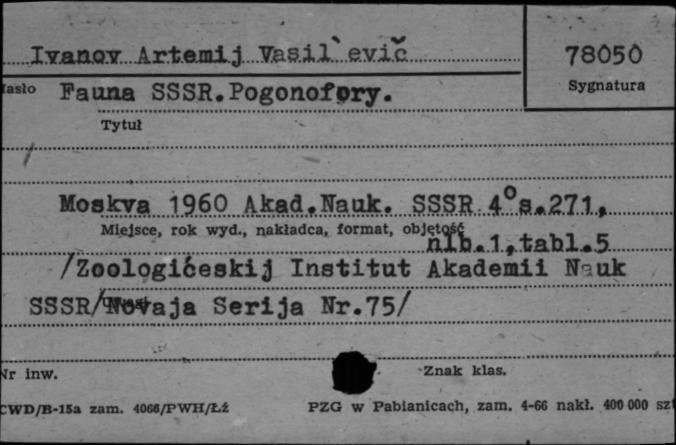 Ivanov Artemij Vasil`evič
78050
Sygnatura
Fauna SSSR.Pogonofory.
Tytuł
Moskva 1960 Akad.Nauk. SSSR 4°s.271,
Miejsce, rok wyd., nakładca, format, objętość
nlb.1,tabl.5
/Zoologićeskij Institut Akademii Nauk
SSSR/Novaja Serija Nr.75/
Nr inw.
Znak klas.
CWD/B-15a zam. 4066/PWH/Łż
PZG w Pabianicach, zam. 4-66 nakł. 400 000 szt